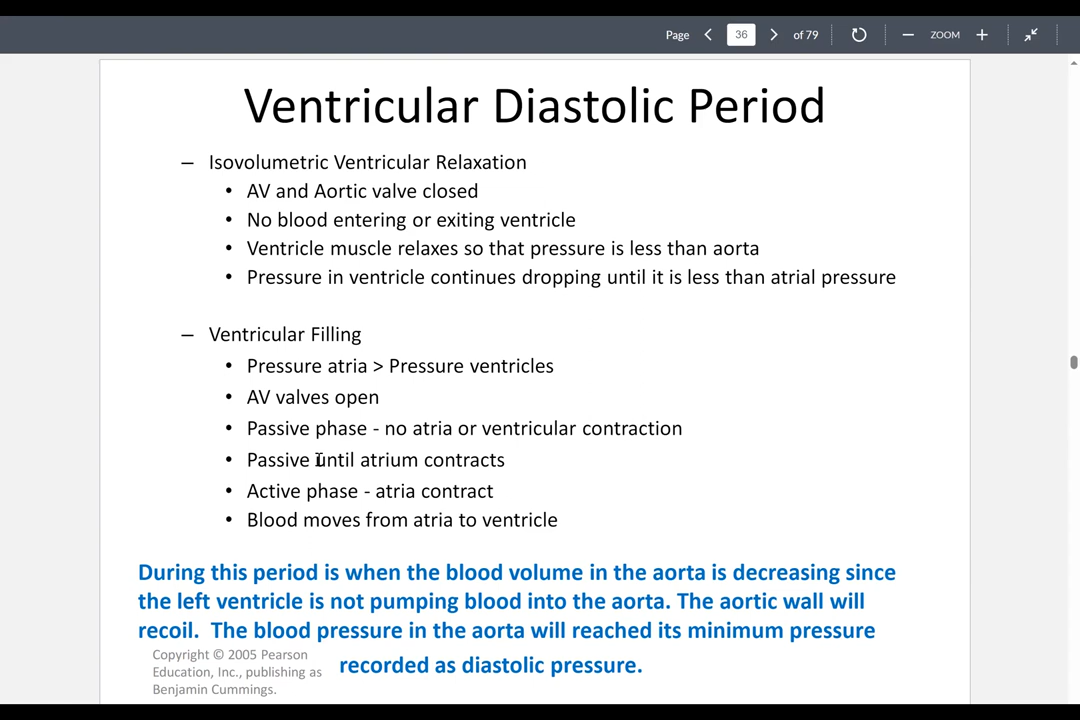 Page 36 of 79 ZOOM
Ventricular Diastolic Period
– Isovolumetric Ventricular Relaxation
• AV and Aortic valve closed
• No blood entering or exiting ventricle
• Ventricle muscle relaxes so that pressure is less than aorta
• Pressure in ventricle continues dropping until it is less than atrial pressure
– Ventricular Filling
• Pressure atria > Pressure ventricles
• AV valves open
• Passive phase - no atria or ventricular contraction
• Passive until atrium contracts
• Active phase - atria contract
• Blood moves from atria to ventricle
During this period is when the blood volume in the aorta is decreasing since
the left ventricle is not pumping blood into the aorta. The aortic wall will
recoil. The blood pressure in the aorta will reached its minimum pressure
recorded as diastolic pressure.
Copyright © 2005 Pearson
Education, Inc., publishing as
Benjamin Cummings.